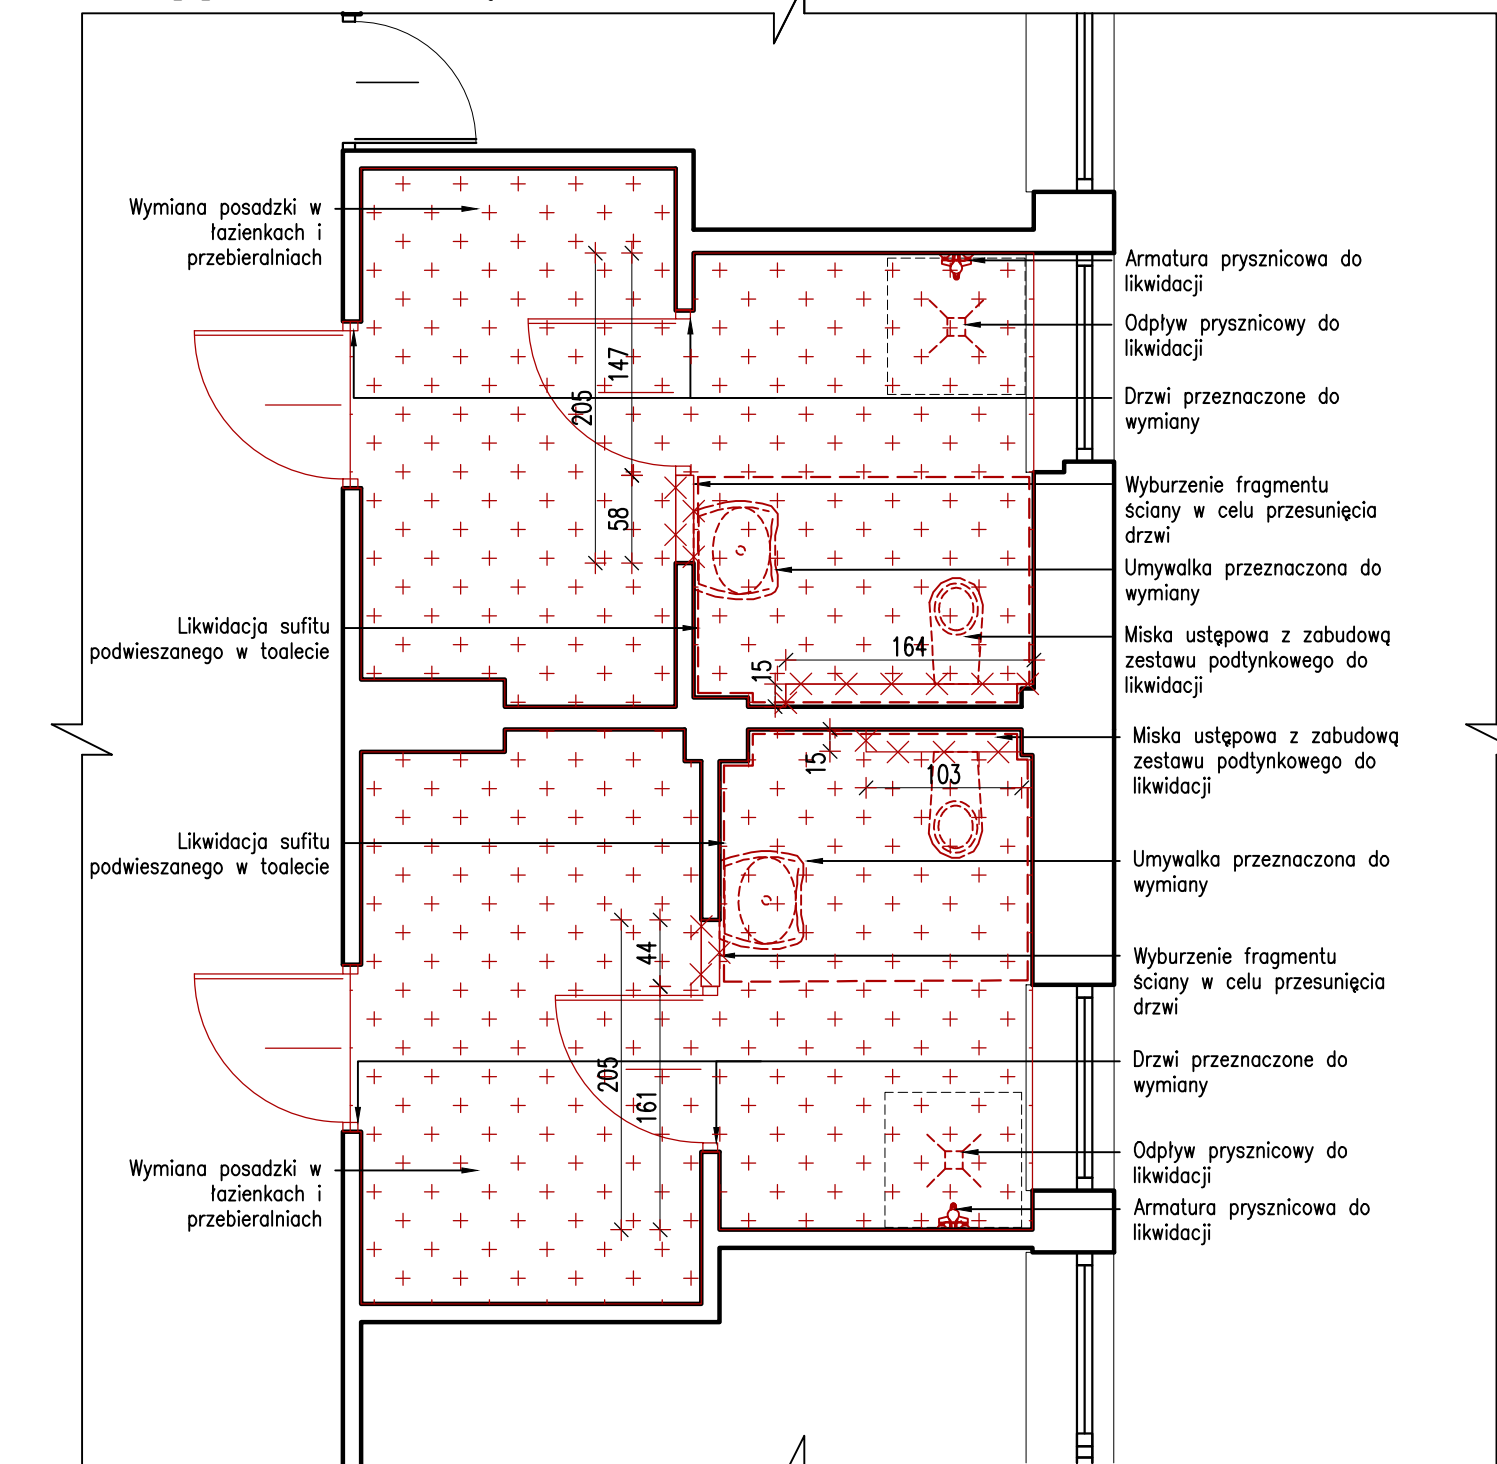 Wymiana posadzki w
łazienkach i
przebieralniach
Armatura prysznicowa do
likwidacji
Odpływ prysznicowy do
likwidacji
147
205
Drzwi przeznaczone do
wymiany
58
Wyburzenie fragmentu
ściany w celu przesunięcia
drzwi
Umywalka przeznaczona do
wymiany
Likwidacja sufitu
podwieszanego w toalecie
164
15
Miska ustępowa z zabudową
zestawu podtynkowego do
likwidacji
Miska ustępowa z zabudową
zestawu podtynkowego do
likwidacji
15
103
Likwidacja sufitu
podwieszanego w toalecie
Umywalka przeznaczona do
wymiany
44
Wyburzenie fragmentu
ściany w celu przesunięcia
drzwi
205
161
Drzwi przeznaczone do
wymiany
Wymiana posadzki w
łazienkach i
przebieralniach
Odpływ prysznicowy do
likwidacji
Armatura prysznicowa do
likwidacji